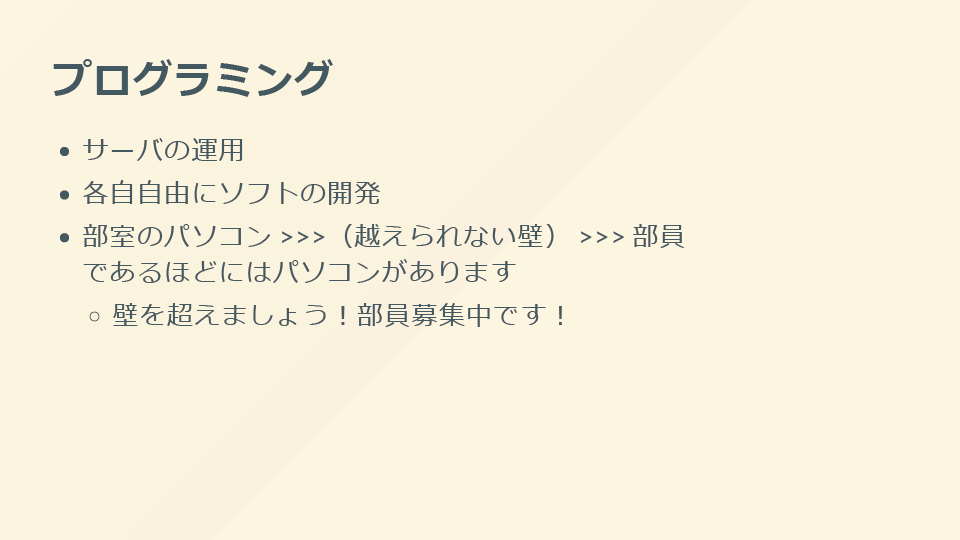 プログラミング
• サーバの運用
• 各自自由にソフトの開発
• 部室のパソコン >>>（越えられない壁） >>> 部員
であるほどにはパソコンがあります
○ 壁を超えましょう！部員募集中です！